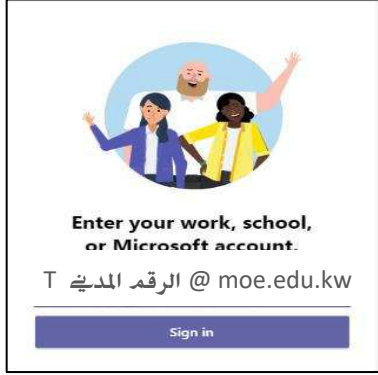 Enter your work, school,
or Microsoft account.
T الرقم المدني @ moe.edu.kw
Sign in